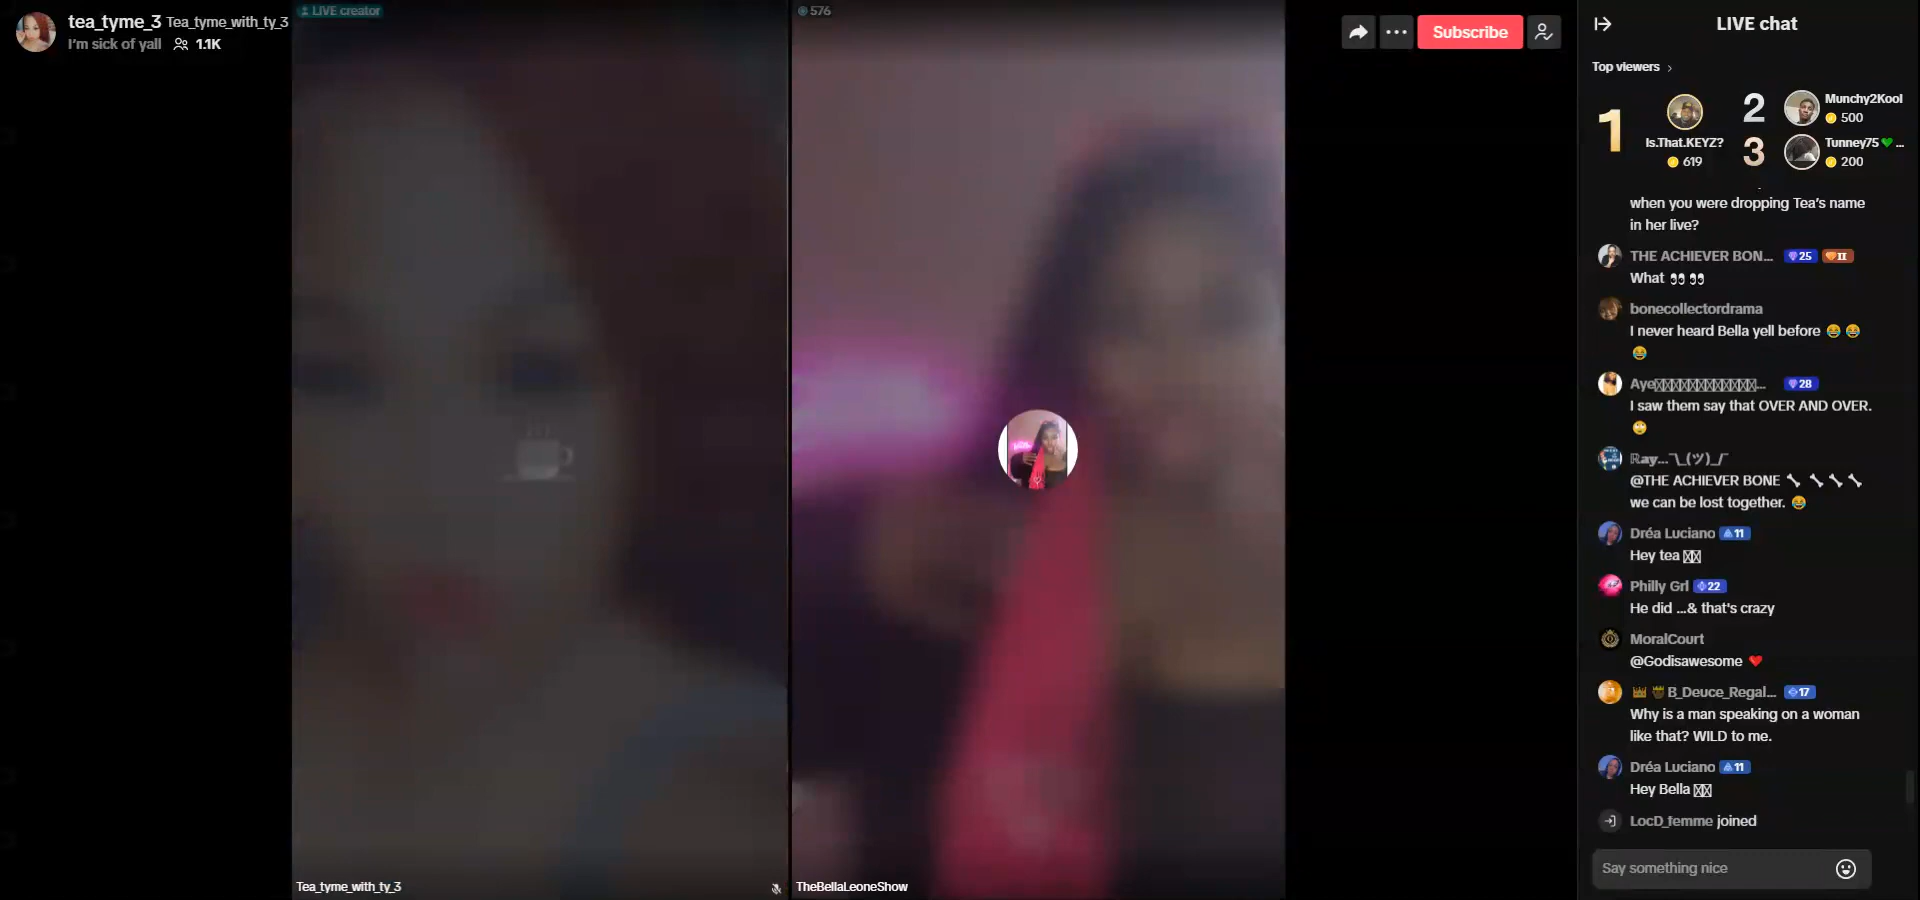 tea_tyme_3 Tea_tyme_with_ty_3
I'm sick of yall 1.1K
LIVE creator
576
Subscribe
Tea_tyme_with_ty_3
TheBellaLeoneShow
LIVE chat
Top viewers
1
Is.That.KEYZ?
619
2
Munchy2Kool
500
3
Tunney75💚 ...
200
when you were dropping Tea's name
in her live?
THE ACHIEVER BON... 25 II
What 👀 👀
bonecollectordrama
I never heard Bella yell before 😂 😂
😂
Aye... 28
I saw them say that OVER AND OVER.
🙄
ℝay...¯\_(ツ)_/¯
@THE ACHIEVER BONE 🦴 🦴 🦴 🦴
we can be lost together. 😂
Dréa Luciano 11
Hey tea
Philly Grl 22
He did ...& that's crazy
MoralCourt
@Godisawesome ❤️
B_Deuce_Regal... 17
Why is a man speaking on a woman
like that? WILD to me.
Dréa Luciano 11
Hey Bella
LocD_femme joined
Say something nice